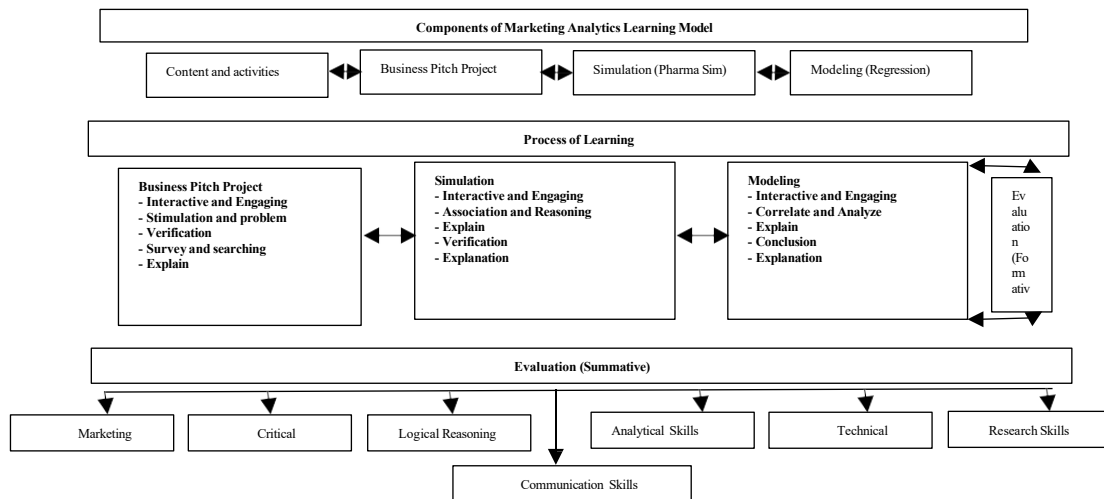 Components of Marketing Analytics Learning Model
Content and activities
Business Pitch Project
Simulation (Pharma Sim)
Modeling (Regression)
Process of Learning
Business Pitch Project
- Interactive and Engaging
- Stimulation and problem
- Verification
- Survey and searching
- Explain
Simulation
- Interactive and Engaging
- Association and Reasoning
- Explain
- Verification
- Explanation
Modeling
- Interactive and Engaging
- Correlate and Analyze
- Explain
- Conclusion
- Explanation
Ev
alu
atio
n
(Fo
rm
ativ
Evaluation (Summative)
Marketing
Critical
Logical Reasoning
Analytical Skills
Technical
Research Skills
Communication Skills